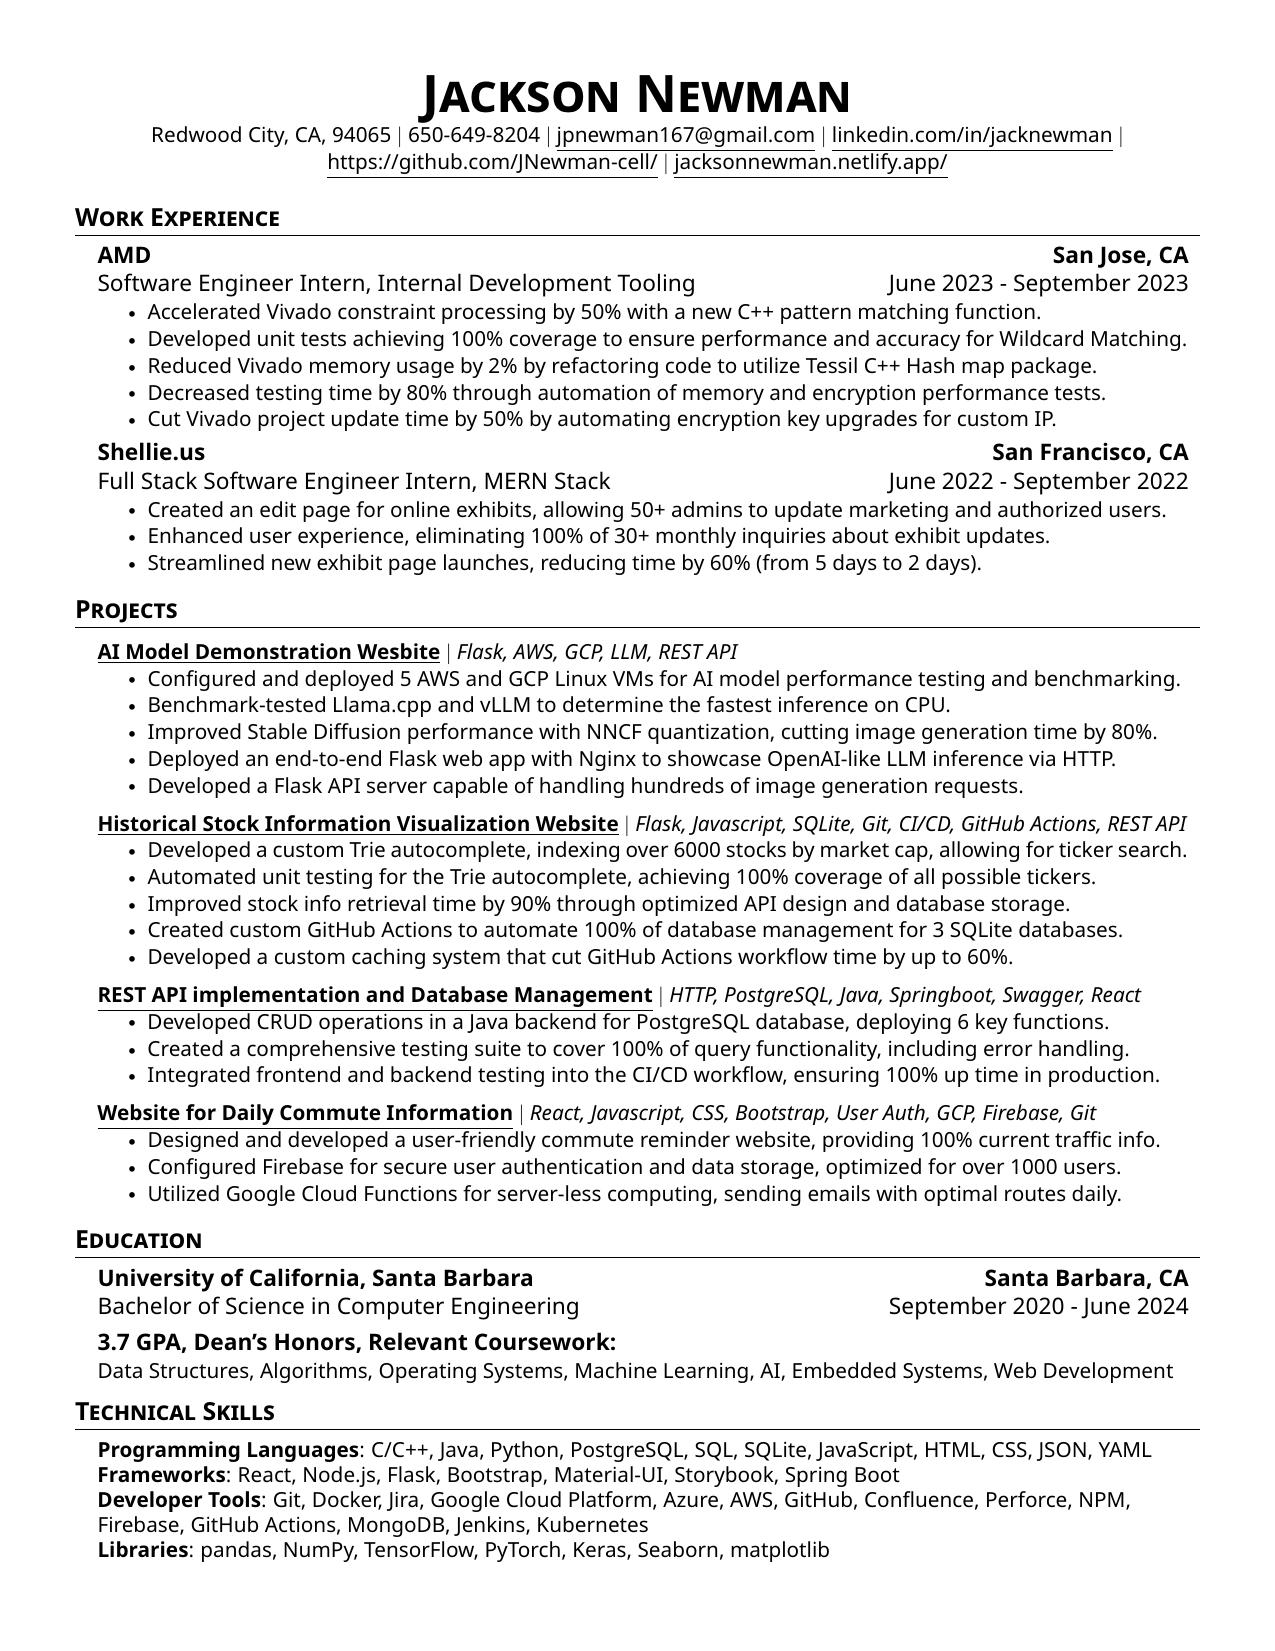 JACKSON NEWMAN
Redwood City, CA, 94065 | 650-649-8204 | jpnewman167@gmail.com | linkedin.com/in/jacknewman |
https://github.com/JNewman-cell/ | jacksonnewman.netlify.app/
WORK EXPERIENCE
AMD San Jose, CA
Software Engineer Intern, Internal Development Tooling June 2023 - September 2023
• Accelerated Vivado constraint processing by 50% with a new C++ pattern matching function.
• Developed unit tests achieving 100% coverage to ensure performance and accuracy for Wildcard Matching.
• Reduced Vivado memory usage by 2% by refactoring code to utilize Tessil C++ Hash map package.
• Decreased testing time by 80% through automation of memory and encryption performance tests.
• Cut Vivado project update time by 50% by automating encryption key upgrades for custom IP.
Shellie.us San Francisco, CA
Full Stack Software Engineer Intern, MERN Stack June 2022 - September 2022
• Created an edit page for online exhibits, allowing 50+ admins to update marketing and authorized users.
• Enhanced user experience, eliminating 100% of 30+ monthly inquiries about exhibit updates.
• Streamlined new exhibit page launches, reducing time by 60% (from 5 days to 2 days).
PROJECTS
AI Model Demonstration Wesbite | Flask, AWS, GCP, LLM, REST API
• Configured and deployed 5 AWS and GCP Linux VMs for AI model performance testing and benchmarking.
• Benchmark-tested Llama.cpp and vLLM to determine the fastest inference on CPU.
• Improved Stable Diffusion performance with NNCF quantization, cutting image generation time by 80%.
• Deployed an end-to-end Flask web app with Nginx to showcase OpenAI-like LLM inference via HTTP.
• Developed a Flask API server capable of handling hundreds of image generation requests.
Historical Stock Information Visualization Website | Flask, Javascript, SQLite, Git, CI/CD, GitHub Actions, REST API
• Developed a custom Trie autocomplete, indexing over 6000 stocks by market cap, allowing for ticker search.
• Automated unit testing for the Trie autocomplete, achieving 100% coverage of all possible tickers.
• Improved stock info retrieval time by 90% through optimized API design and database storage.
• Created custom GitHub Actions to automate 100% of database management for 3 SQLite databases.
• Developed a custom caching system that cut GitHub Actions workflow time by up to 60%.
REST API implementation and Database Management | HTTP, PostgreSQL, Java, Springboot, Swagger, React
• Developed CRUD operations in a Java backend for PostgreSQL database, deploying 6 key functions.
• Created a comprehensive testing suite to cover 100% of query functionality, including error handling.
• Integrated frontend and backend testing into the CI/CD workflow, ensuring 100% up time in production.
Website for Daily Commute Information | React, Javascript, CSS, Bootstrap, User Auth, GCP, Firebase, Git
• Designed and developed a user-friendly commute reminder website, providing 100% current traffic info.
• Configured Firebase for secure user authentication and data storage, optimized for over 1000 users.
• Utilized Google Cloud Functions for server-less computing, sending emails with optimal routes daily.
EDUCATION
University of California, Santa Barbara Santa Barbara, CA
Bachelor of Science in Computer Engineering September 2020 - June 2024
3.7 GPA, Dean’s Honors, Relevant Coursework:
Data Structures, Algorithms, Operating Systems, Machine Learning, AI, Embedded Systems, Web Development
TECHNICAL SKILLS
Programming Languages: C/C++, Java, Python, PostgreSQL, SQL, SQLite, JavaScript, HTML, CSS, JSON, YAML
Frameworks: React, Node.js, Flask, Bootstrap, Material-UI, Storybook, Spring Boot
Developer Tools: Git, Docker, Jira, Google Cloud Platform, Azure, AWS, GitHub, Confluence, Perforce, NPM,
Firebase, GitHub Actions, MongoDB, Jenkins, Kubernetes
Libraries: pandas, NumPy, TensorFlow, PyTorch, Keras, Seaborn, matplotlib